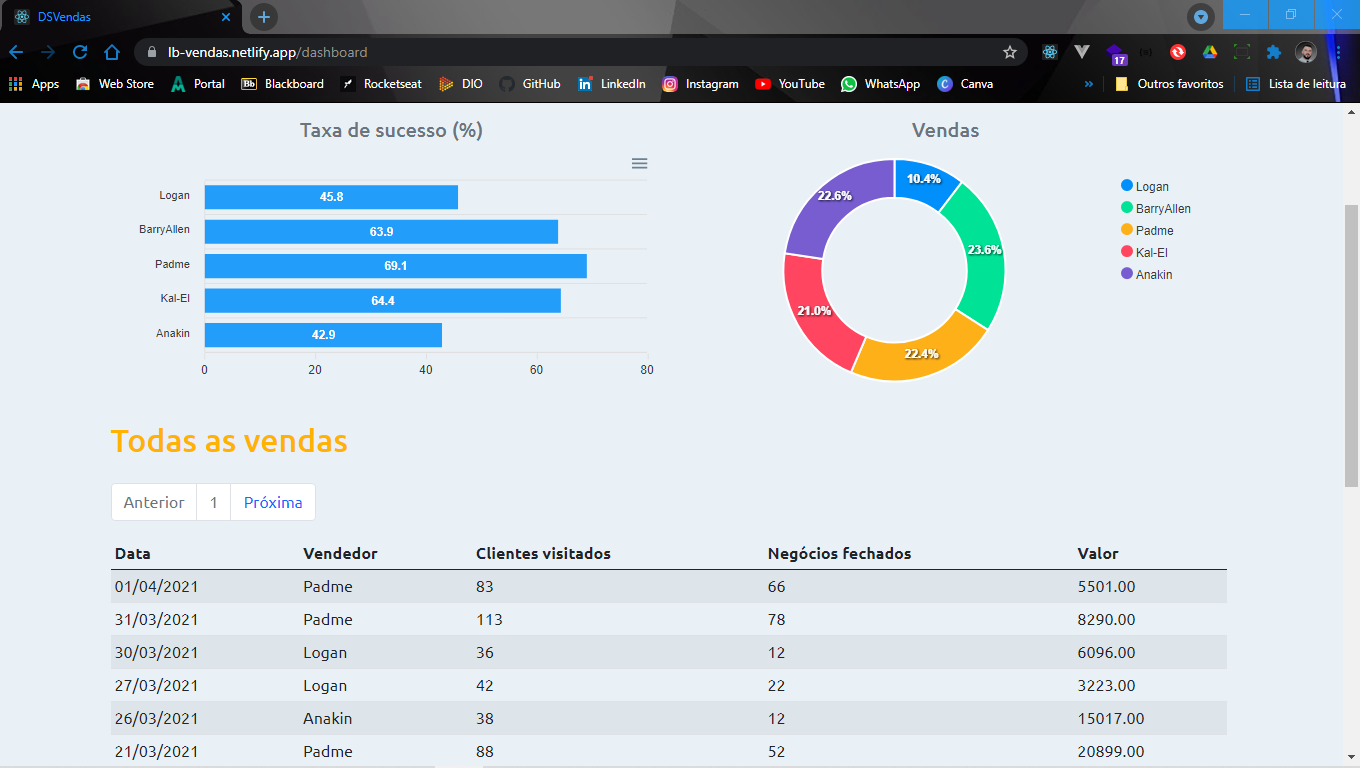 DSVendas
lb-vendas.netlify.app/dashboard
17
Apps Web Store Portal Bb Blackboard Rocketseat DIO GitHub in LinkedIn Instagram YouTube WhatsApp C Canva » Outros favoritos Lista de leitura
Taxa de sucesso (%)
Logan 45.8
BarryAllen 63.9
Padme 69.1
Kal-El 64.4
Anakin 42.9
0 20 40 60 80
Vendas
10.4%
22.6%
23.6%
21.0%
22.4%
Logan
BarryAllen
Padme
Kal-El
Anakin
Todas as vendas
Anterior 1 Próxima
Data Vendedor Clientes visitados Negócios fechados Valor
01/04/2021 Padme 83 66 5501.00
31/03/2021 Padme 113 78 8290.00
30/03/2021 Logan 36 12 6096.00
27/03/2021 Logan 42 22 3223.00
26/03/2021 Anakin 38 12 15017.00
21/03/2021 Padme 88 52 20899.00